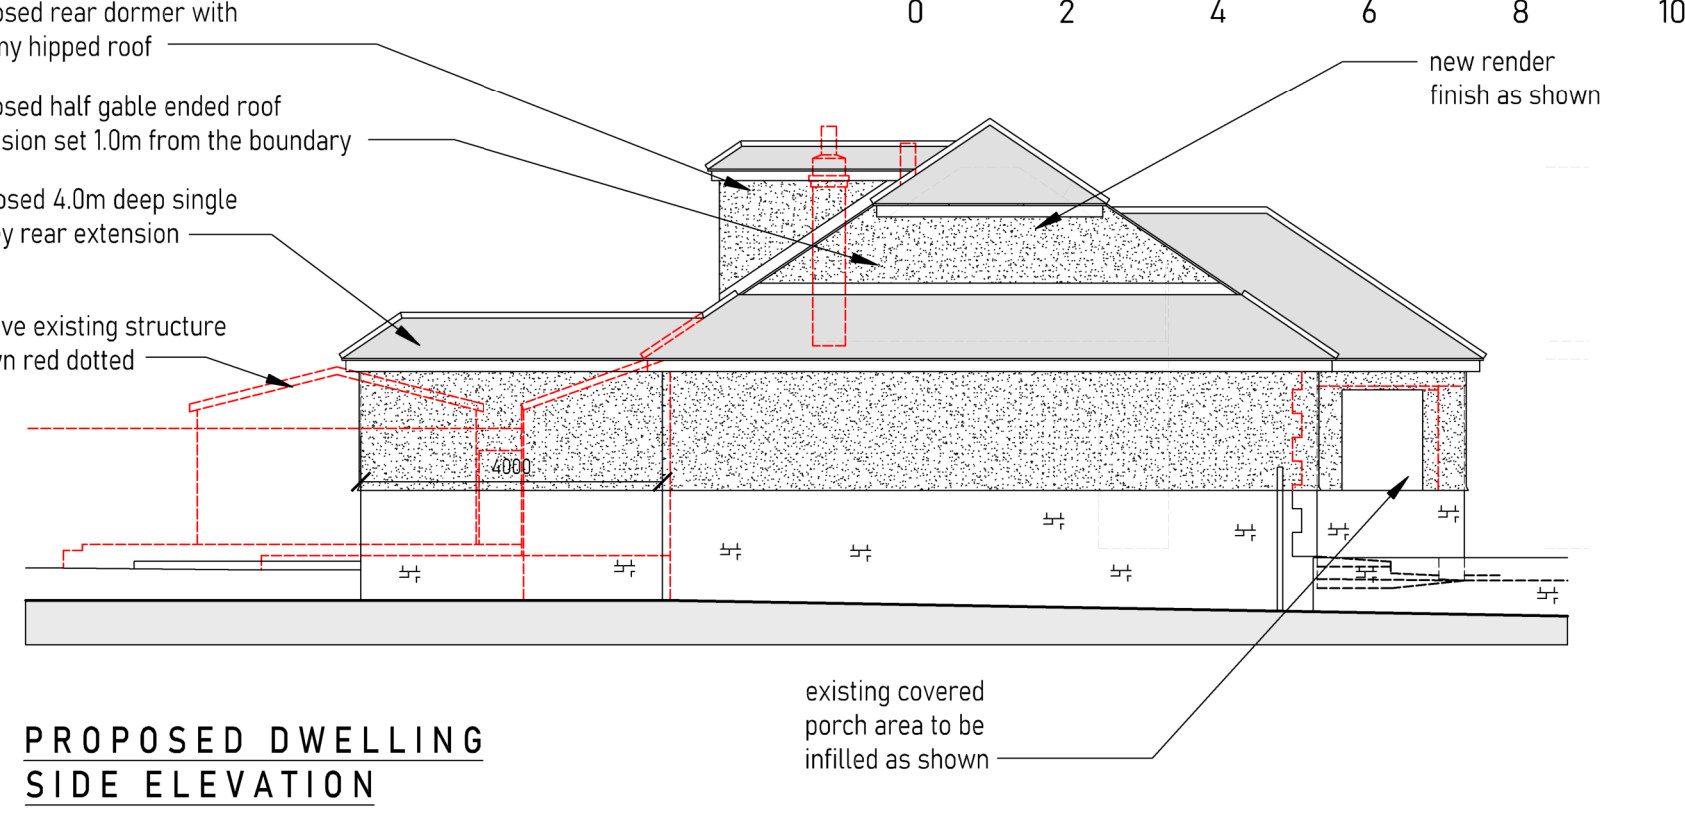 osed rear dormer with
ny hipped roof
osed half gable ended roof
sion set 1.0m from the boundary
osed 4.0m deep single
ey rear extension
ve existing structure
wn red dotted
0 2 4 6 8 10
new render
finish as shown
4000
existing covered
porch area to be
infilled as shown
PROPOSED DWELLING
SIDE ELEVATION